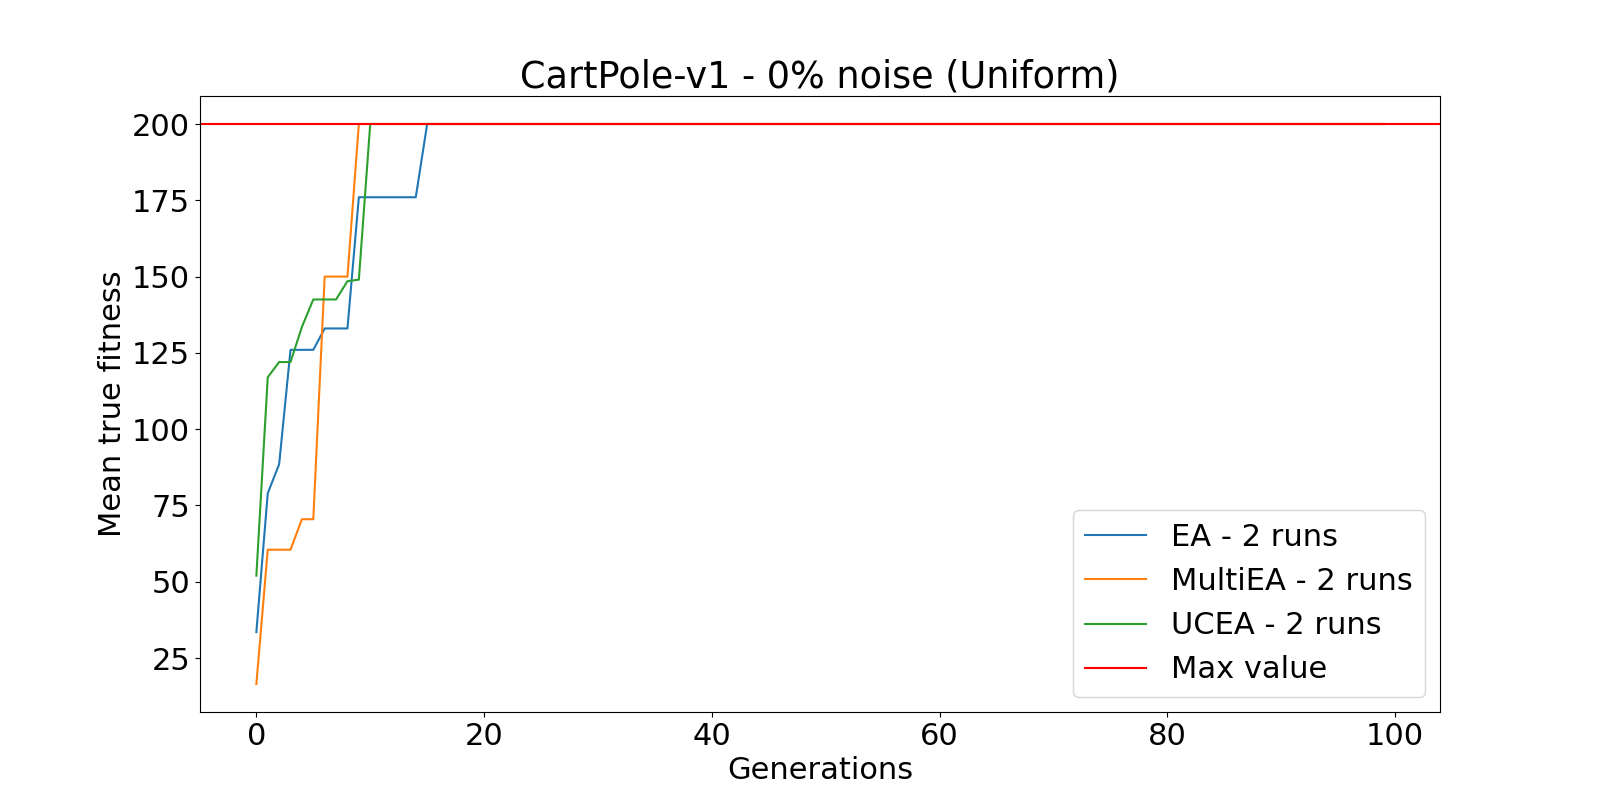 CartPole-v1 - 0% noise (Uniform)
200
175
150
125
100
75
50
25
Mean true fitness
0 20 40 60 80 100
Generations
EA - 2 runs
MultiEA - 2 runs
UCEA - 2 runs
Max value